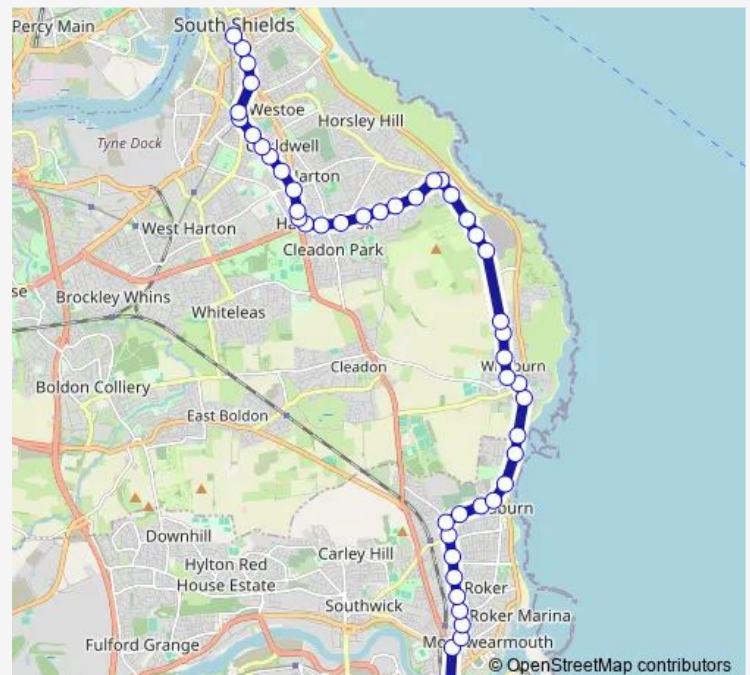 Percy Main
South Shields
Westoe
Horsley Hill
Tyne Dock
West Harton
Cleadon Park
Brockley Whins
Whiteleas
Cleadon
Boldon Colliery
East Boldon
Downhill
Carley Hill
Hylton Red
House Estate
Roker
Southwick
Roker Marina
Fulford Grange
© OpenStreetMap contributors